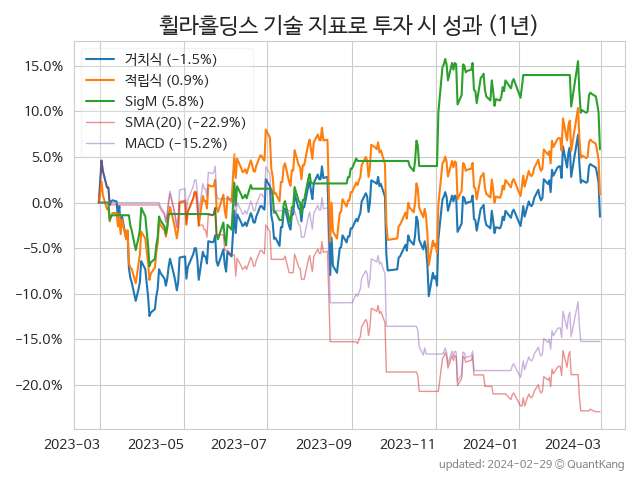 휠라홀딩스 기술 지표로 투자 시 성과 (1년)
거치식 (−1.5%)
적립식 (0.9%)
SigM (5.8%)
SMA(20) (−22.9%)
MACD (−15.2%)
15.0%
10.0%
5.0%
0.0%
−5.0%
−10.0%
−15.0%
−20.0%
2023-03 2023-05 2023-07 2023-09 2023-11 2024-01 2024-03
updated: 2024-02-29 ⓒ QuantKang